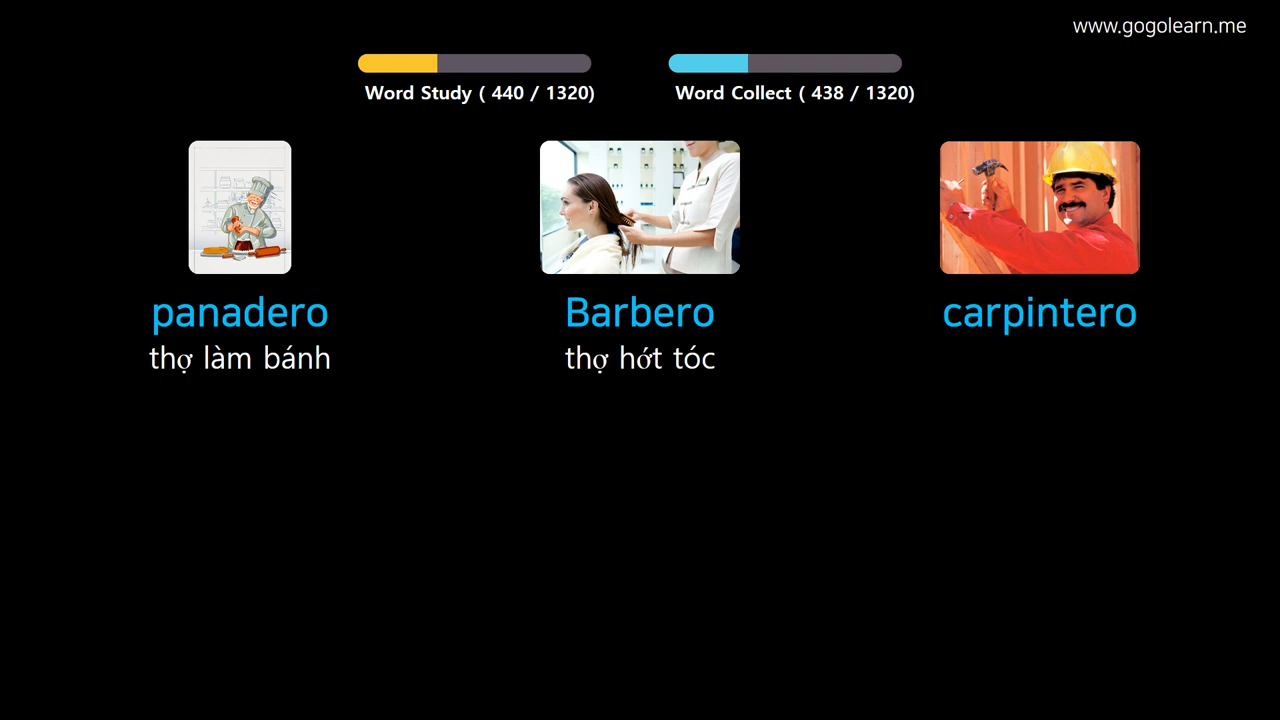 www.gogolearn.me
Word Study ( 440 / 1320)
Word Collect ( 438 / 1320)
panadero
thợ làm bánh
Barbero
thợ hớt tóc
carpintero